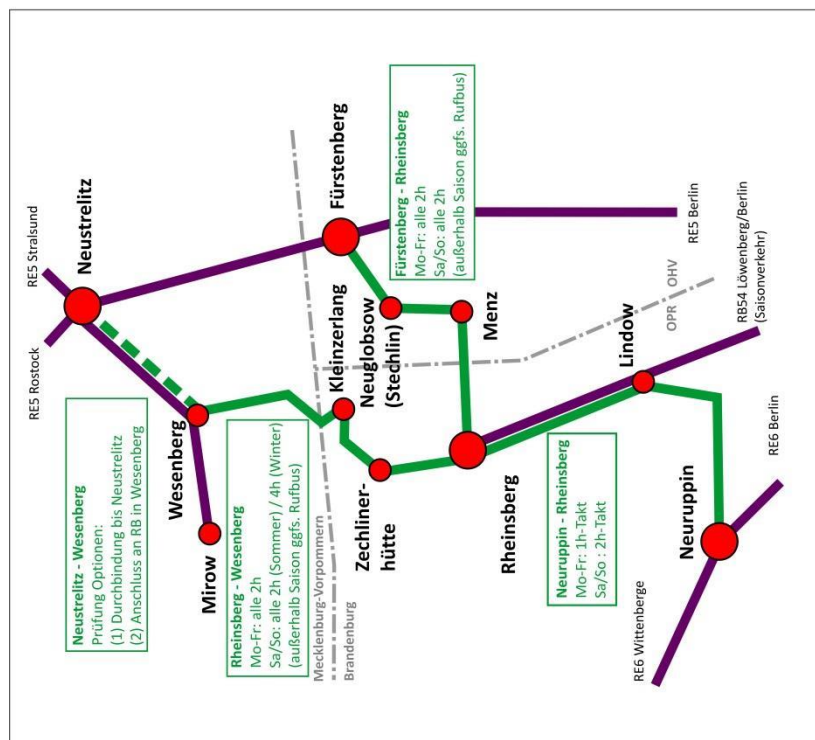 RE5 Rostock
RE5 Stralsund
Neustrelitz
Neustrelitz - Wesenberg
Prüfung Optionen:
(1) Durchbindung bis Neustrelitz
(2) Anschluss an RB in Wesenberg
Wesenberg
Mirow
Rheinsberg - Wesenberg
Mo-Fr: alle 2h
Sa/So: alle 2h (Sommer) / 4h (Winter)
(außerhalb Saison ggfs. Rufbus)
Mecklenburg-Vorpommern
Brandenburg
Fürstenberg
Kleinzerlang
Neuglobsow
(Stechlin)
Fürstenberg - Rheinsberg
Mo-Fr: alle 2h
Sa/So: alle 2h
(außerhalb Saison ggfs. Rufbus)
Zechliner-
hütte
Menz
Rheinsberg
OPR
OHV
RE5 Berlin
Lindow
RB54 Löwenberg/Berlin
(Saisonverkehr)
Neuruppin - Rheinsberg
Mo-Fr: 1h-Takt
Sa/So : 2h-Takt
Neuruppin
RE6 Wittenberge
RE6 Berlin